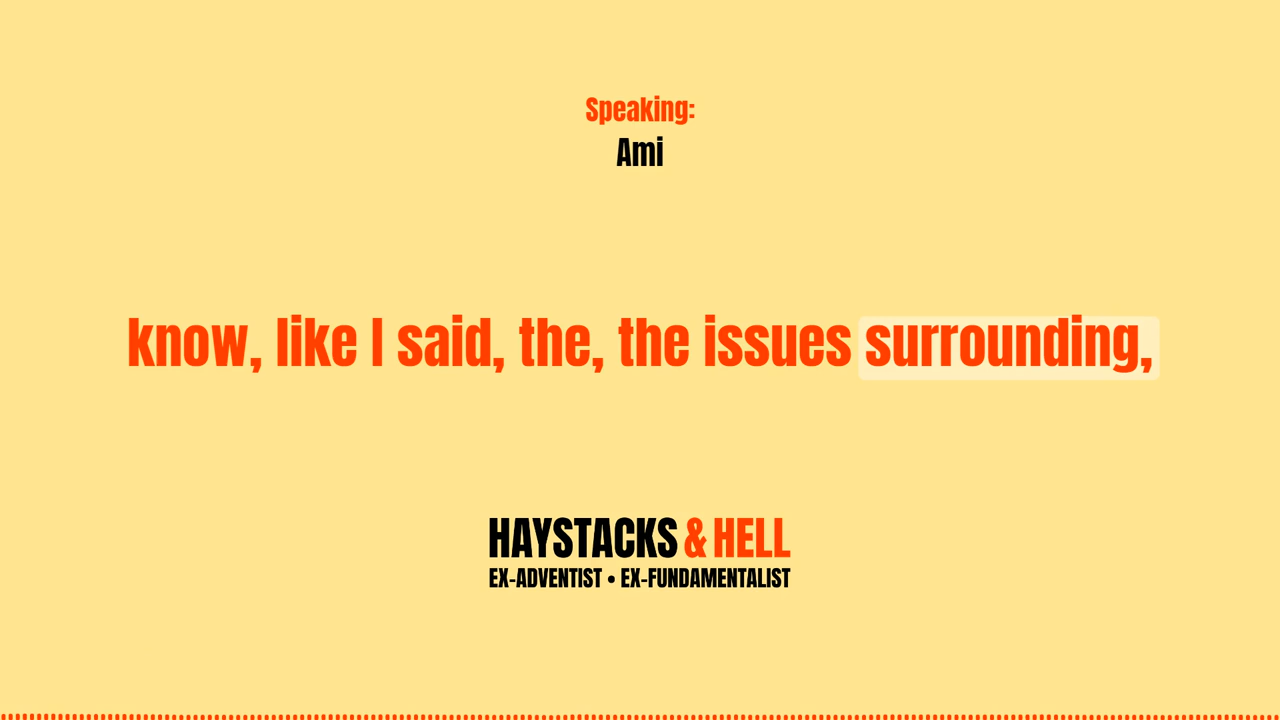 Speaking:
Ami
know, like I said, the, the issues surrounding,
HAYSTACKS & HELL
EX-ADVENTIST • EX-FUNDAMENTALIST